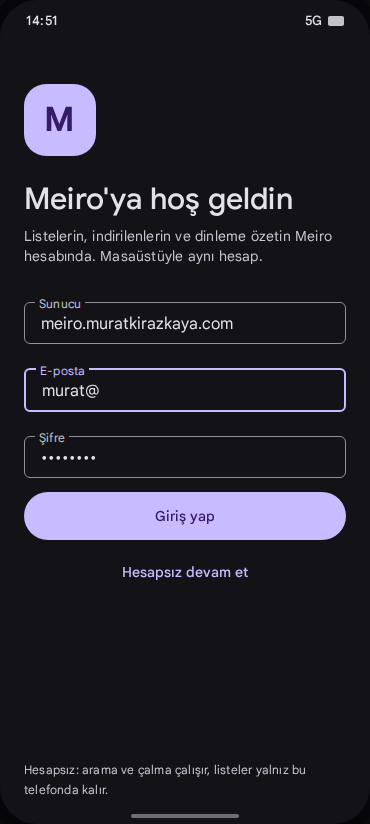 14:51
5G
M
Meiro'ya hoş geldin
Listelerin, indirilenlerin ve dinleme özetin Meiro
hesabında. Masaüstüyle aynı hesap.
Sunucu
meiro.muratkirazkaya.com
E-posta
murat@
Şifre
••••••••
Giriş yap
Hesapsız devam et
Hesapsız: arama ve çalma çalışır, listeler yalnız bu
telefonda kalır.